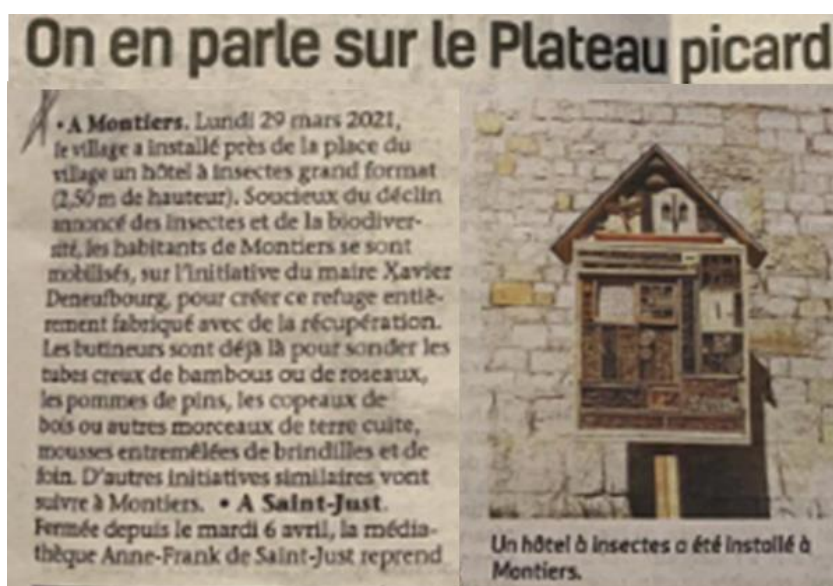 On en parle sur le Plateau picard
• A Montiers. Lundi 29 mars 2021,
le village a installé près de la place du
village un hôtel à insectes grand format
(2,50 m de hauteur). Soucieux du déclin
annoncé des insectes et de la biodiver-
sité, les habitants de Montiers se sont
mobilisés, sur l'initiative du maire Xavier
Deneufbourg, pour créer ce refuge entiè-
rement fabriqué avec de la récupération.
Les butineurs sont déjà là pour sonder les
tubes creux de bambous ou de roseaux,
les pommes de pins, les copeaux de
bois ou autres morceaux de terre cuite,
mousses entremêlées de brindilles et de
foin. D'autres initiatives similaires vont
suivre à Montiers. • A Saint-Just.
Fermée depuis le mardi 6 avril, la média-
thèque Anne-Frank de Saint-Just reprend
Un hôtel à insectes a été installé à
Montiers.